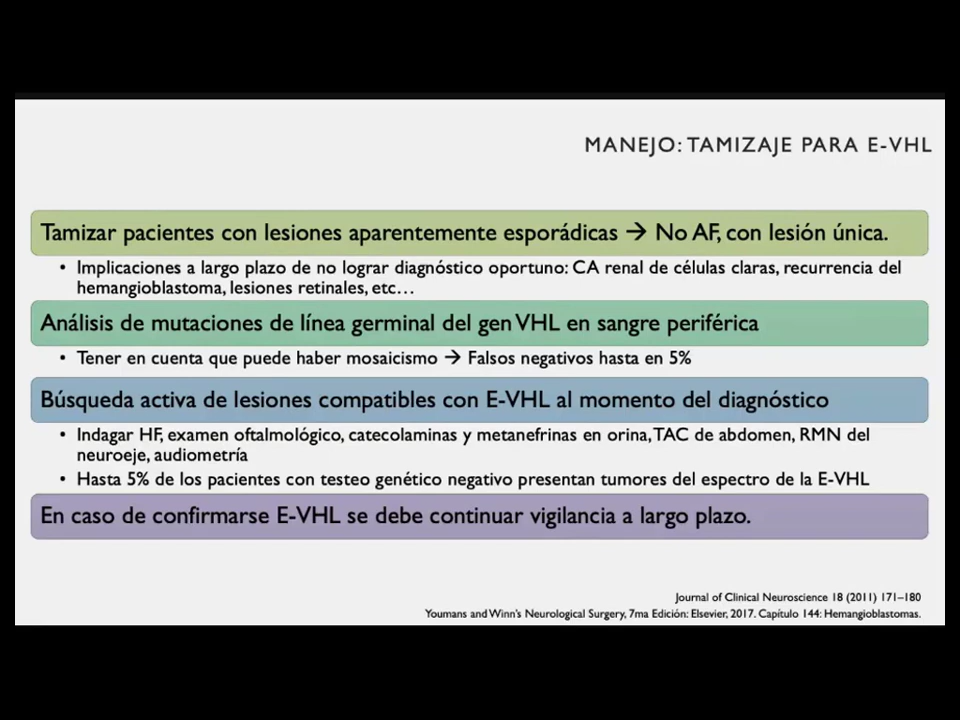 MANEJO: TAMIZAJE PARA E-VHL
Tamizar pacientes con lesiones aparentemente esporádicas → No AF, con lesión única.
• Implicaciones a largo plazo de no lograr diagnóstico oportuno: CA renal de células claras, recurrencia del
hemangioblastoma, lesiones retinales, etc…
Análisis de mutaciones de línea germinal del gen VHL en sangre periférica
• Tener en cuenta que puede haber mosaicismo → Falsos negativos hasta en 5%
Búsqueda activa de lesiones compatibles con E-VHL al momento del diagnóstico
• Indagar HF, examen oftalmológico, catecolaminas y metanefrinas en orina, TAC de abdomen, RMN del
neuroeje, audiometría
• Hasta 5% de los pacientes con testeo genético negativo presentan tumores del espectro de la E-VHL
En caso de confirmarse E-VHL se debe continuar vigilancia a largo plazo.
Journal of Clinical Neuroscience 18 (2011) 171–180
Youmans and Winn's Neurological Surgery, 7ma Edición: Elsevier, 2017. Capítulo 144: Hemangioblastomas.